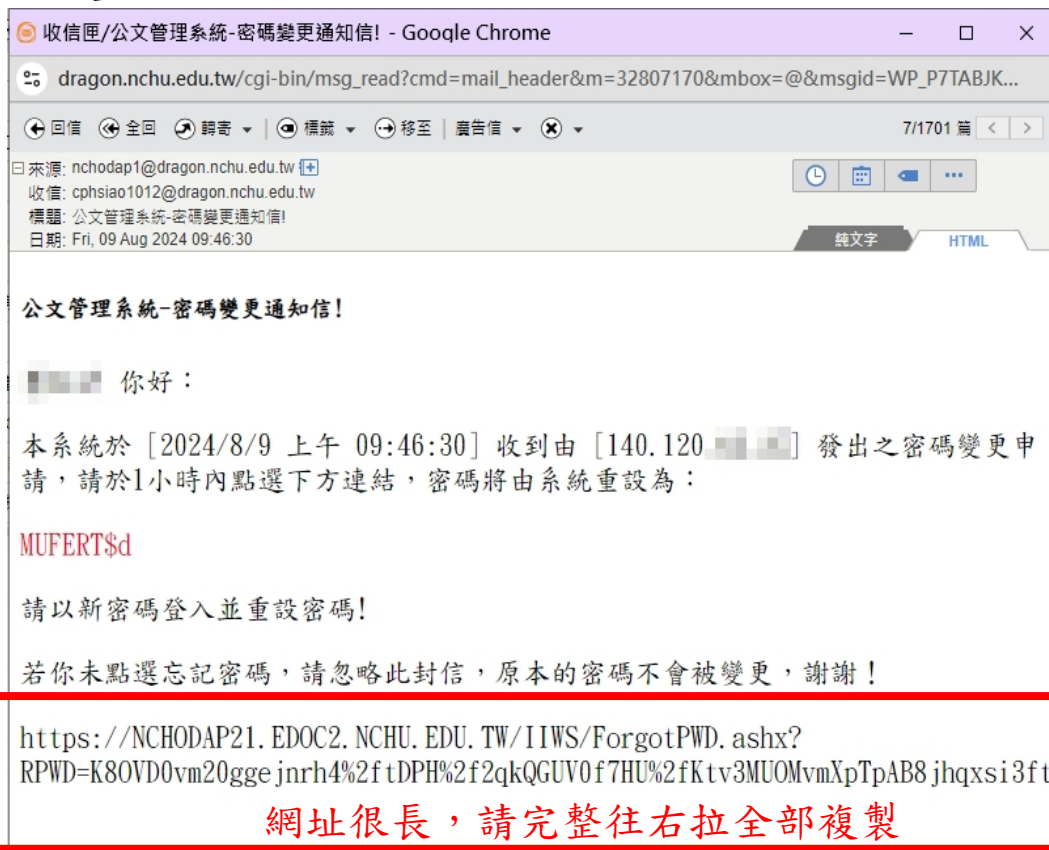 收信匣/公文管理系統-密碼變更通知信! - Google Chrome
dragon.nchu.edu.tw/cgi-bin/msg_read?cmd=mail_header&m=32807170&mbox=@&msgid=WP_P7TABJK...
回信 全回 轉寄 標籤 移至 廣告信 7/1701 篇
來源: nchodap1@dragon.nchu.edu.tw
收信: cphsiao1012@dragon.nchu.edu.tw
標題: 公文管理系統-密碼變更通知信!
日期: Fri, 09 Aug 2024 09:46:30
純文字 HTML
公文管理系統-密碼變更通知信!
你好：
本系統於 [2024/8/9 上午 09:46:30] 收到由 [140.120 ] 發出之密碼變更申
請，請於1小時內點選下方連結，密碼將由系統重設為：
MUFERT$d
請以新密碼登入並重設密碼!
若你未點選忘記密碼，請忽略此封信，原本的密碼不會被變更，謝謝！
https://NCHODAP21.EDOC2.NCHU.EDU.TW/IIWS/ForgotPWD.ashx?
RPWD=K8OVD0vm20ggejnrh4%2ftDPH%2f2qkQGUV0f7HU%2fKtv3MUOMvmXpTpAB8jhqxsi3ft
網址很長，請完整往右拉全部複製